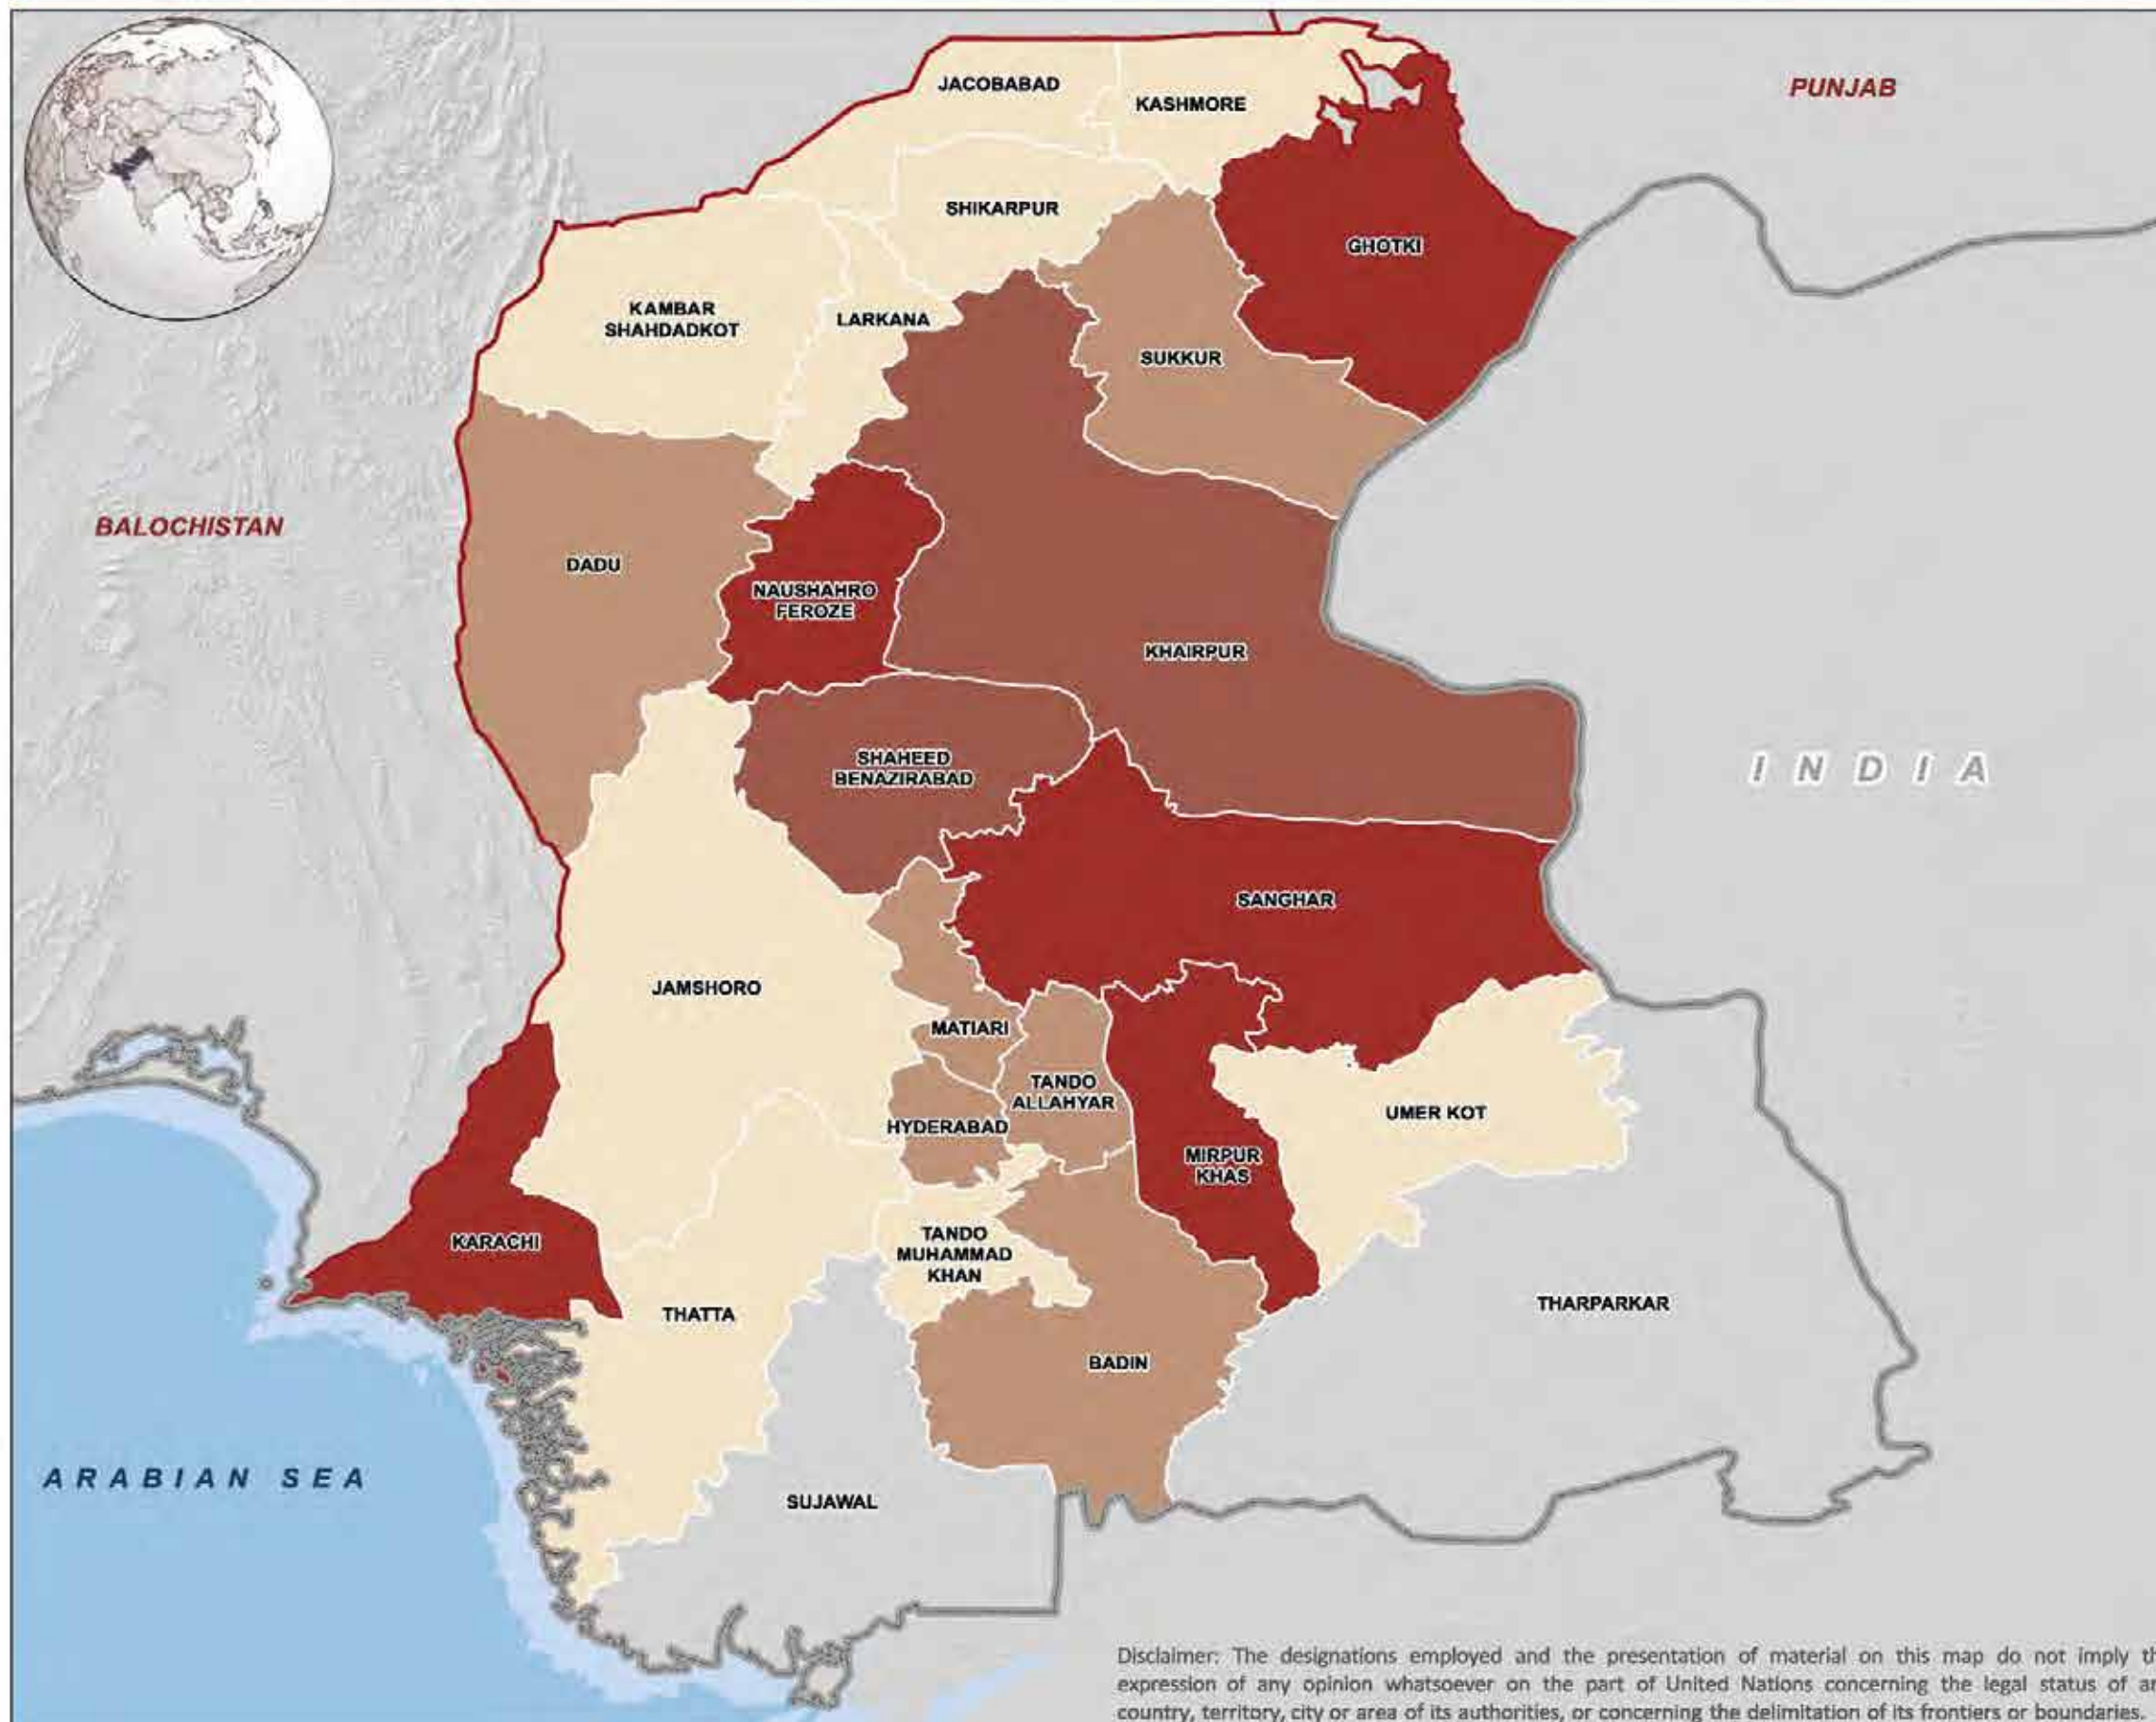 JACOBABAD
PUNJAB
KASHMORE
SHIKARPUR
GHOTKI
KAMBAR
SHAHDADKOT
LARKANA
SUKKUR
BALOCHISTAN
DADU
NAUSHAHRO
FEROZE
KHAIRPUR
SHAHEED
BENAZIRABAD
INDIA
SANGHAR
JAMSHORO
MATIARI
TANDO
ALLAHYAR
HYDERABAD
UMER KOT
MIRPUR
KHAS
KARACHI
TANDO
MUHAMMAD
KHAN
THATTA
THARPARKAR
BADIN
ARABIAN SEA
SUJAWAL
Disclaimer: The designations employed and the presentation of material on this map do not imply th
expression of any opinion whatsoever on the part of United Nations concerning the legal status of an
country, territory, city or area of its authorities, or concerning the delimitation of its frontiers or boundaries.